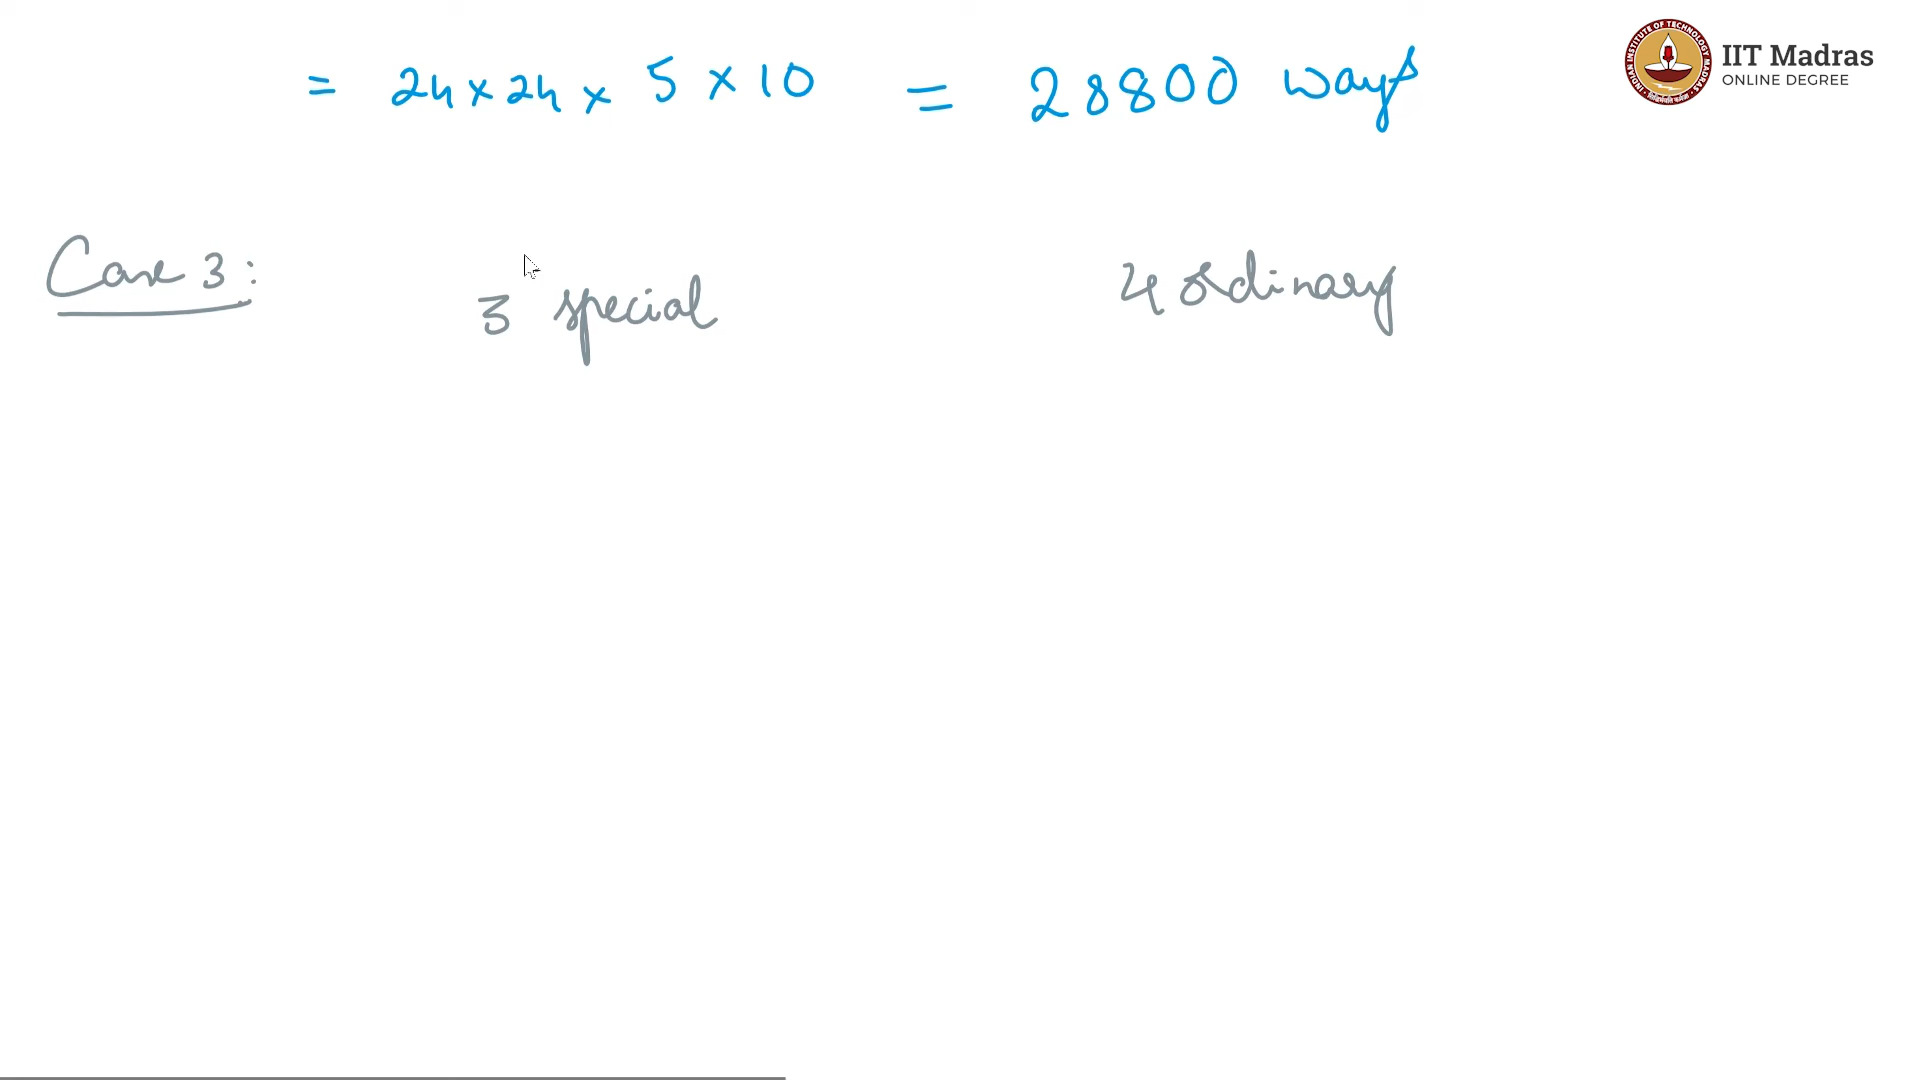 = 24 × 24 × 5 × 10 = 28800 ways
IIT Madras
ONLINE DEGREE
Case 3: 3 special 4 ordinary